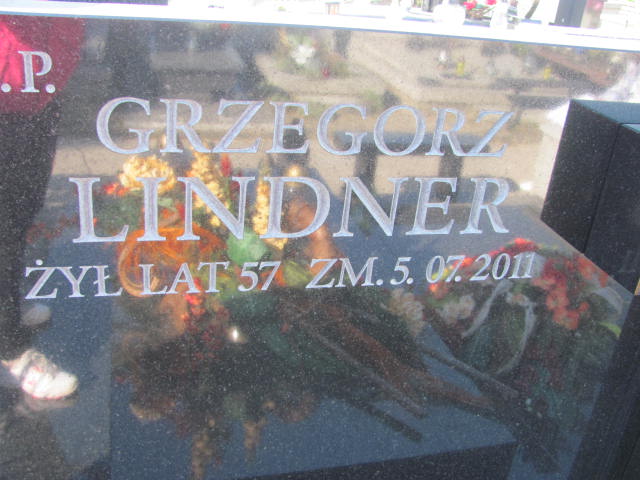 .P.
GRZEGORZ
LINDNER
ŻYŁ LAT 57 ZM. 5. 07. 2011